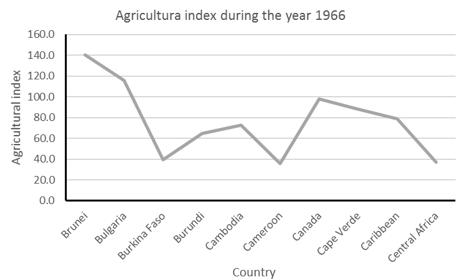 Agricultura index during the year 1966
Agricultural index
160.0
140.0
120.0
100.0
80.0
60.0
40.0
20.0
0.0
Brunei
Bulgaria
Burkina Faso
Burundi
Cambodia
Cameroon
Canada
Cape Verde
Caribbean
Central Africa
Country